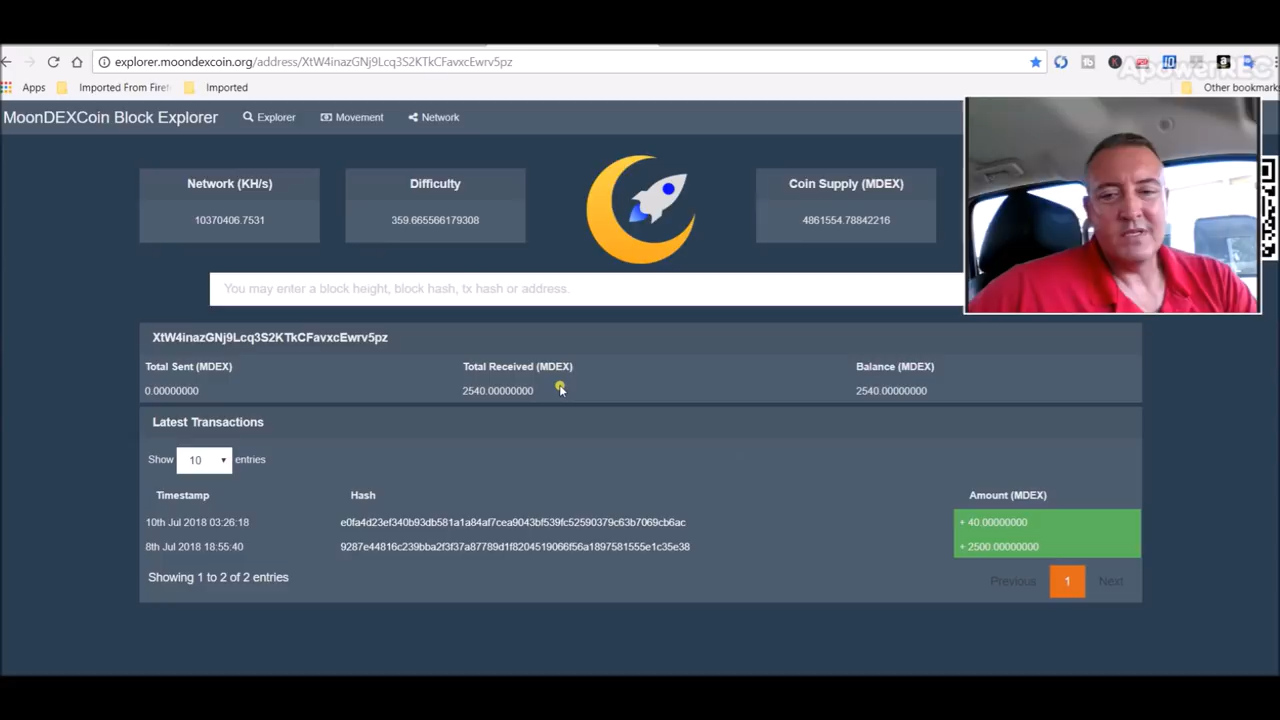 explorer.moondexcoin.org/address/XtW4inazGNj9Lcq3S2KTkCFavxcEwrv5pz
ApowerREC
Apps Imported From Firef Imported Other bookmark
MoonDEXCoin Block Explorer Explorer Movement Network
Network (KH/s) Difficulty Coin Supply (MDEX)
10370406.7531 359.665566179308 4861554.78842216
You may enter a block height, block hash, tx hash or address.
XtW4inazGNj9Lcq3S2KTkCFavxcEwrv5pz
Total Sent (MDEX) Total Received (MDEX) Balance (MDEX)
0.00000000 2540.00000000 2540.00000000
Latest Transactions
Show 10 entries
Timestamp Hash Amount (MDEX)
10th Jul 2018 03:26:18 e0fa4d23ef340b93db581a1a84af7cea9043bf539fc52590379c63b7069cb6ac + 40.00000000
8th Jul 2018 18:55:40 9287e44816c239bba2f3f37a87789d1f8204519066f56a1897581555e1c35e38 + 2500.00000000
Showing 1 to 2 of 2 entries Previous 1 Next